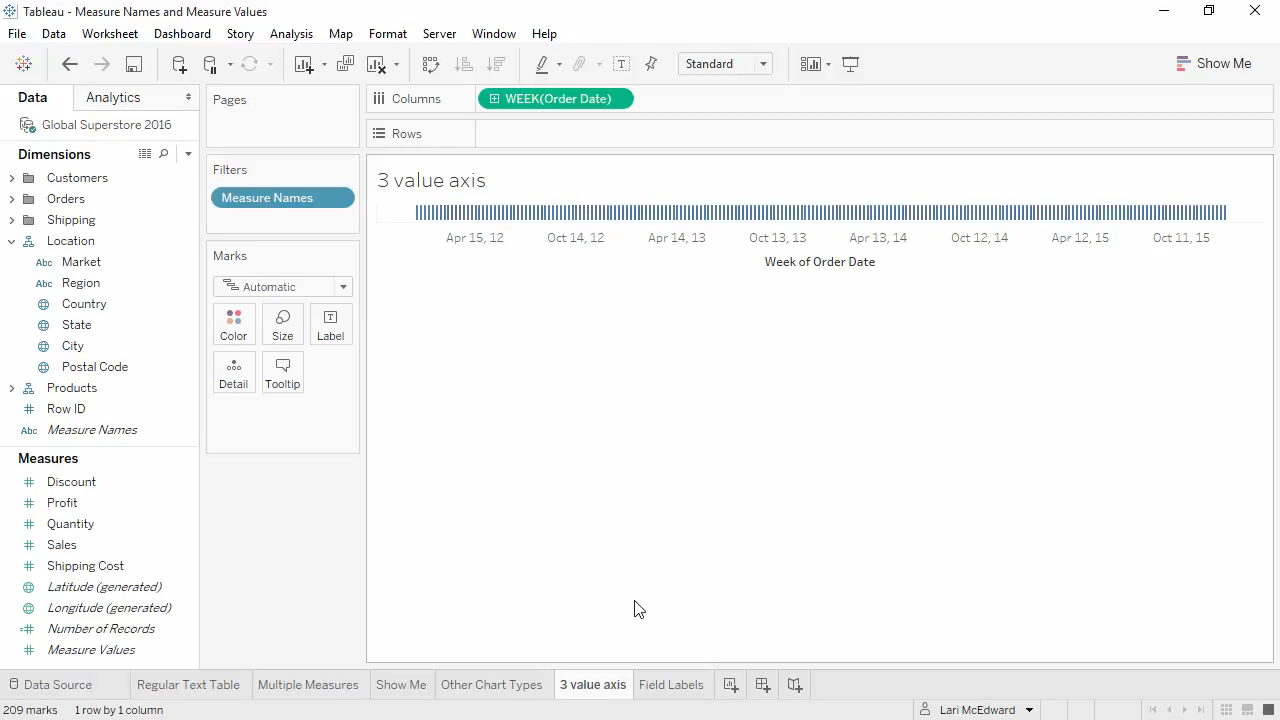 Tableau - Measure Names and Measure Values
File Data Worksheet Dashboard Story Analysis Map Format Server Window Help
Standard
Show Me
Data Analytics
Global Superstore 2016
Dimensions
Customers
Orders
Shipping
Location
Abc Market
Abc Region
Country
State
City
Postal Code
Products
Row ID
Abc Measure Names
Measures
Discount
Profit
Quantity
Sales
Shipping Cost
Latitude (generated)
Longitude (generated)
Number of Records
Measure Values
Pages
Filters
Measure Names
Marks
Automatic
Color Size Label
Detail Tooltip
Columns WEEK(Order Date)
Rows
3 value axis
Apr 15, 12 Oct 14, 12 Apr 14, 13 Oct 13, 13 Apr 13, 14 Oct 12, 14 Apr 12, 15 Oct 11, 15
Week of Order Date
Data Source Regular Text Table Multiple Measures Show Me Other Chart Types 3 value axis Field Labels
209 marks 1 row by 1 column Lari McEdward